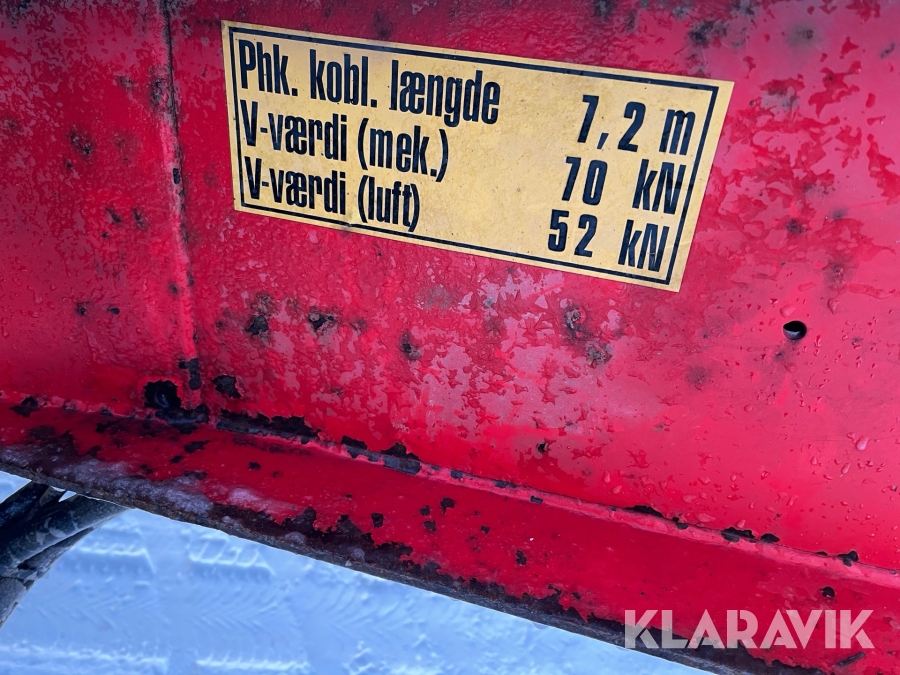 Phk. kobl. længde 7,2 m
V-værdi (mek.) 70 kN
V-værdi (luft) 52 kN
KLARAVIK